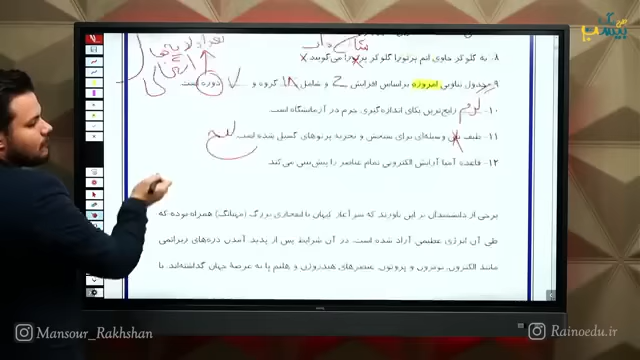 ۸- به گلوکز حاوی اتم پرتوزا گلوکز پرتوزا می‌گویند
۹- جدول تناوبی امروزه براساس افزایش Z و شامل ۱۸ گروه و ۷ دوره است
۱۰- رایج‌ترین یکای اندازه‌گیری جرم در آزمایشگاه است.
گرم
۱۱- طیف وسیله‌ای برای سنجش و تجزیه پرتوهای گسیل شده است.
۱۲- قاعده آفبا آرایش الکترونی تمام عناصر را پیش‌بینی می‌کند.
برخی از دانشمندان بر این باورند که سرآغاز کیهان با انفجاری بزرگ (مهبانگ) همراه بوده که
طی آن انرژی عظیمی آزاد شده است. در آن شرایط پس از پدید آمدن ذره‌های زیراتمی
مانند الکترون، نوترون و پروتون، عنصرهای هیدروژن و هلیم پا به عرصهٔ جهان گذاشته‌اند. با
Mansour_Rakhshan
Rainoedu.ir